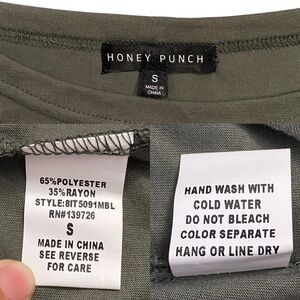 HONEY PUNCH
S
MADE IN
CHINA
65%POLYESTER
35%RAYON
STYLE:8IT5091MBL
RN#139726
S
MADE IN CHINA
SEE REVERSE
FOR CARE
HAND WASH WITH
COLD WATER
DO NOT BLEACH
COLOR SEPARATE
HANG OR LINE DRY